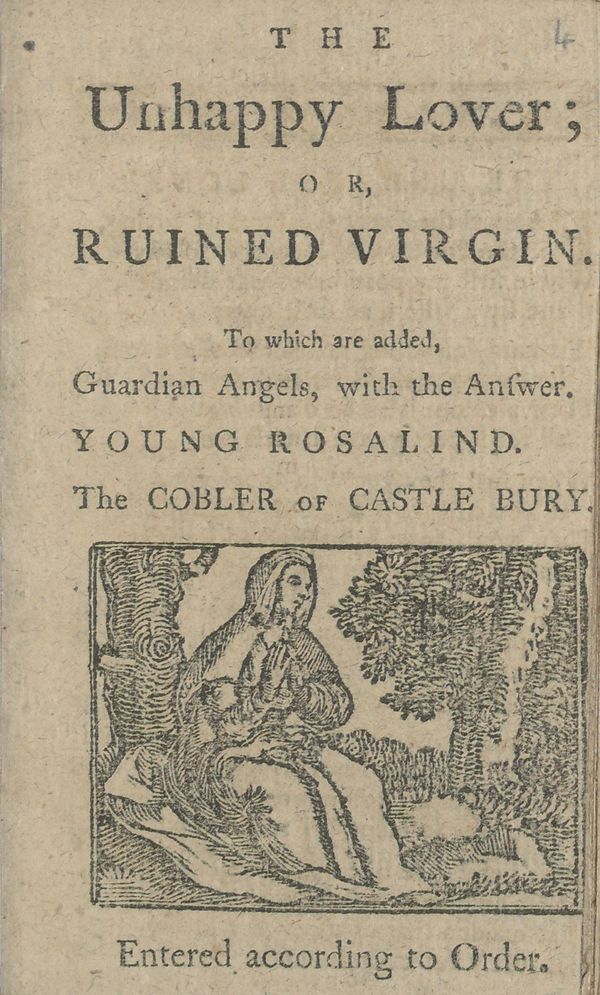 4
THE
Unhappy Lover;
OR,
RUINED VIRGIN.
To which are added,
Guardian Angels, with the Anſwer.
YOUNG ROSALIND.
The COBLER OF CASTLE BURY.
Entered according to Order.